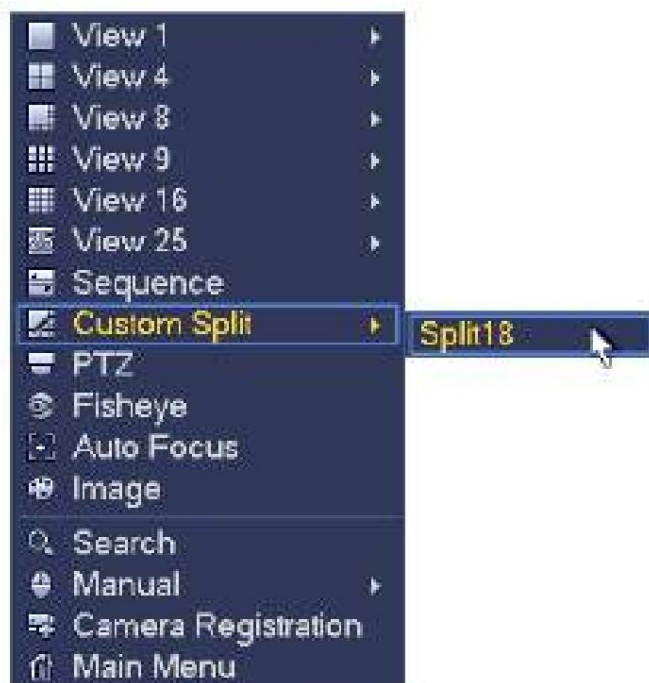 View 1
View 4
View 8
View 9
View 16
View 25
Sequence
Custom Split
Split18
PTZ
Fisheye
Auto Focus
Image
Search
Manual
Camera Registration
Main Menu